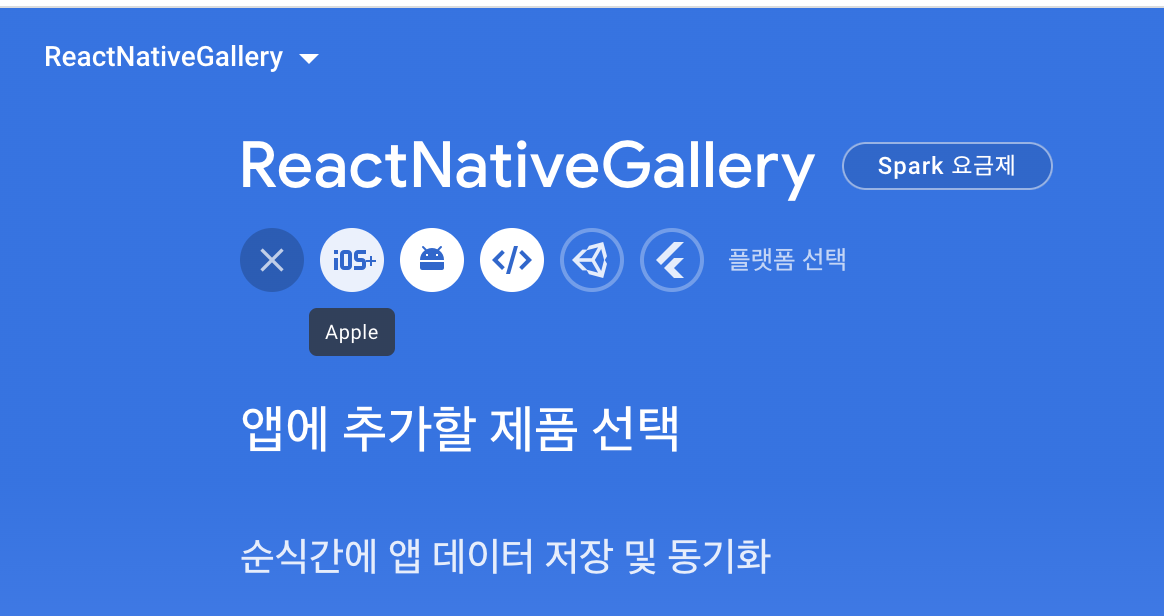 ReactNativeGallery
ReactNativeGallery Spark 요금제
iOS+ </> 플랫폼 선택
Apple
앱에 추가할 제품 선택
순식간에 앱 데이터 저장 및 동기화